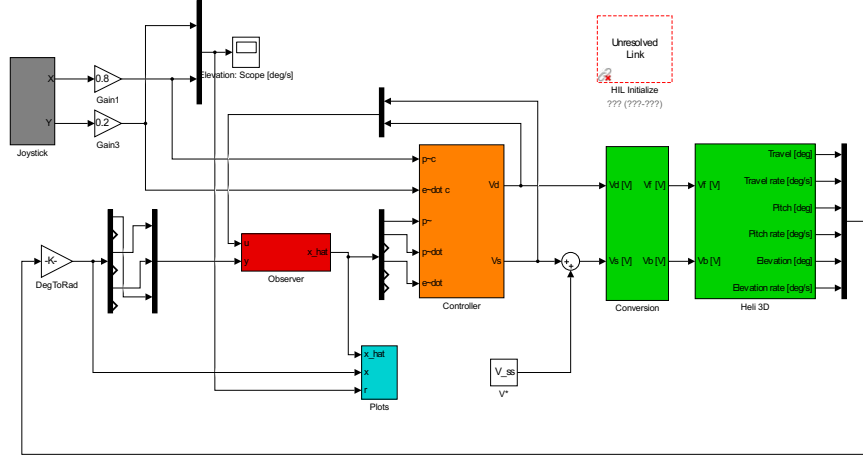 Unresolved
Link
HIL Initialize
??? (???-???)
Elevation: Scope [deg/s]
X
Y
Joystick
0.8
Gain1
0.2
Gain3
-K-
DegToRad
u
y
x_hat
Observer
p~c
e-dot c
p~
p-dot
e-dot
Vd
Vs
Controller
+
+
V_ss
V*
Vd [V]
Vs [V]
Vf [V]
Vb [V]
Conversion
Vf [V]
Vb [V]
Travel [deg]
Travel rate [deg/s]
Pitch [deg]
Pitch rate [deg/s]
Elevation [deg]
Elevation rate [deg/s]
Heli 3D
x_hat
x
r
Plots